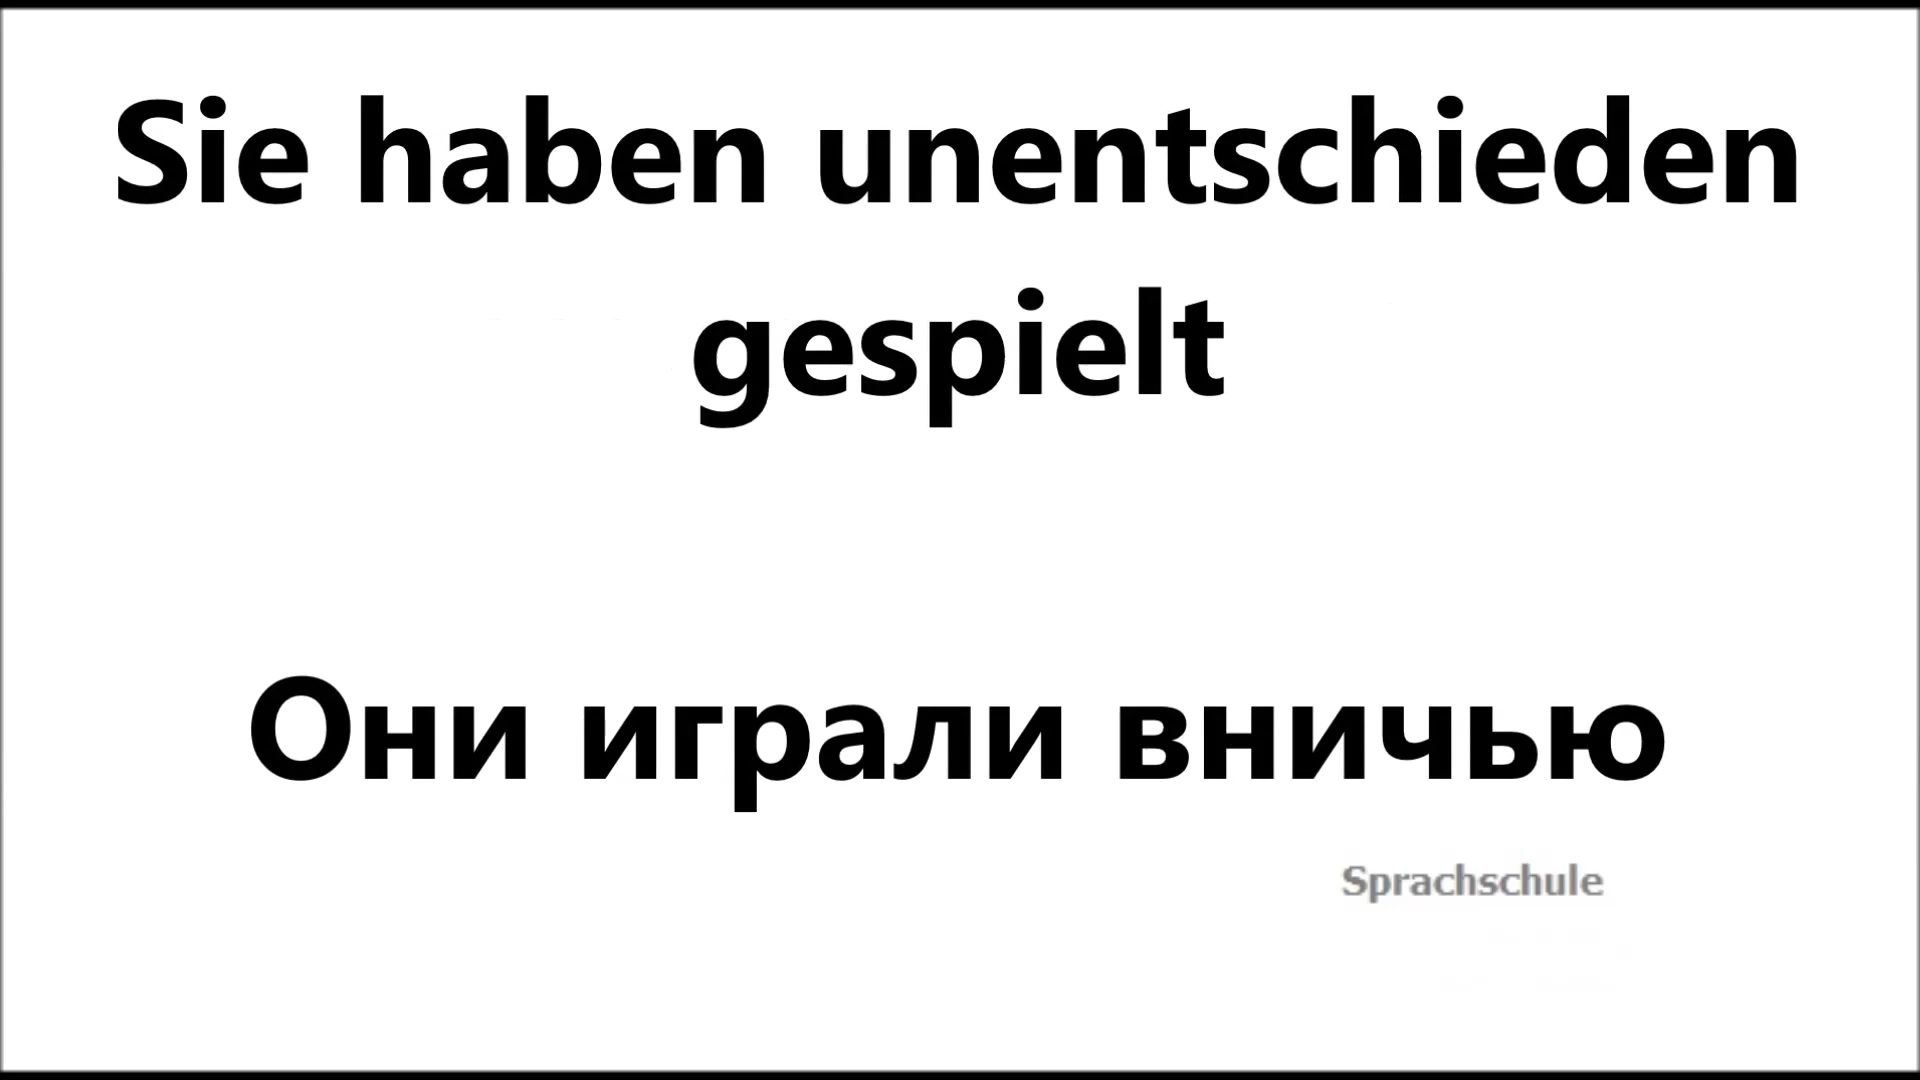 Sie haben unentschieden
gespielt
Они играли вничью
Sprachschule